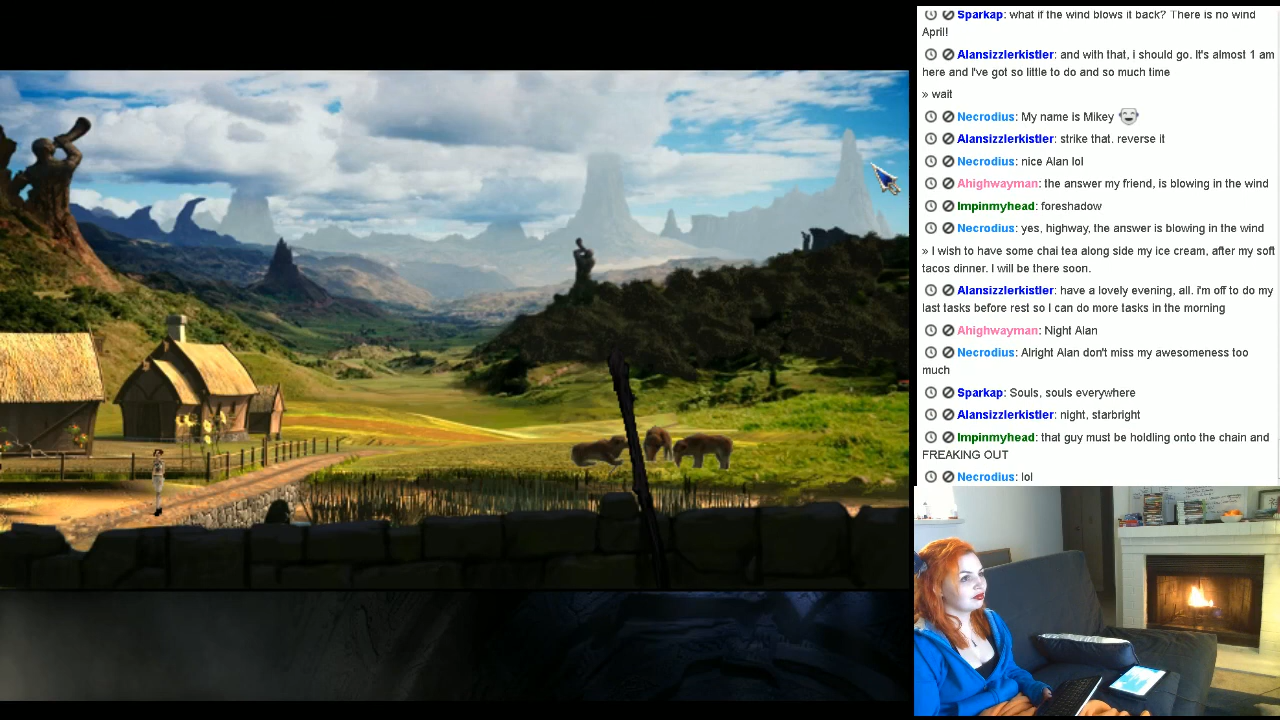 Sparkap: what if the wind blows it back? There is no wind
April!
Alansizzlerkistler: and with that, i should go. It's almost 1 am
here and I've got so little to do and so much time
» wait
Necrodius: My name is Mikey
Alansizzlerkistler: strike that. reverse it
Necrodius: nice Alan lol
Ahighwayman: the answer my friend, is blowing in the wind
Impinmyhead: foreshadow
Necrodius: yes, highway, the answer is blowing in the wind
» I wish to have some chai tea along side my ice cream, after my soft
tacos dinner. I will be there soon.
Alansizzlerkistler: have a lovely evening, all. i'm off to do my
last tasks before rest so I can do more tasks in the morning
Ahighwayman: Night Alan
Necrodius: Alright Alan don't miss my awesomeness too
much
Sparkap: Souls, souls everywhere
Alansizzlerkistler: night, starbright
Impinmyhead: that guy must be holdling onto the chain and
FREAKING OUT
Necrodius: lol